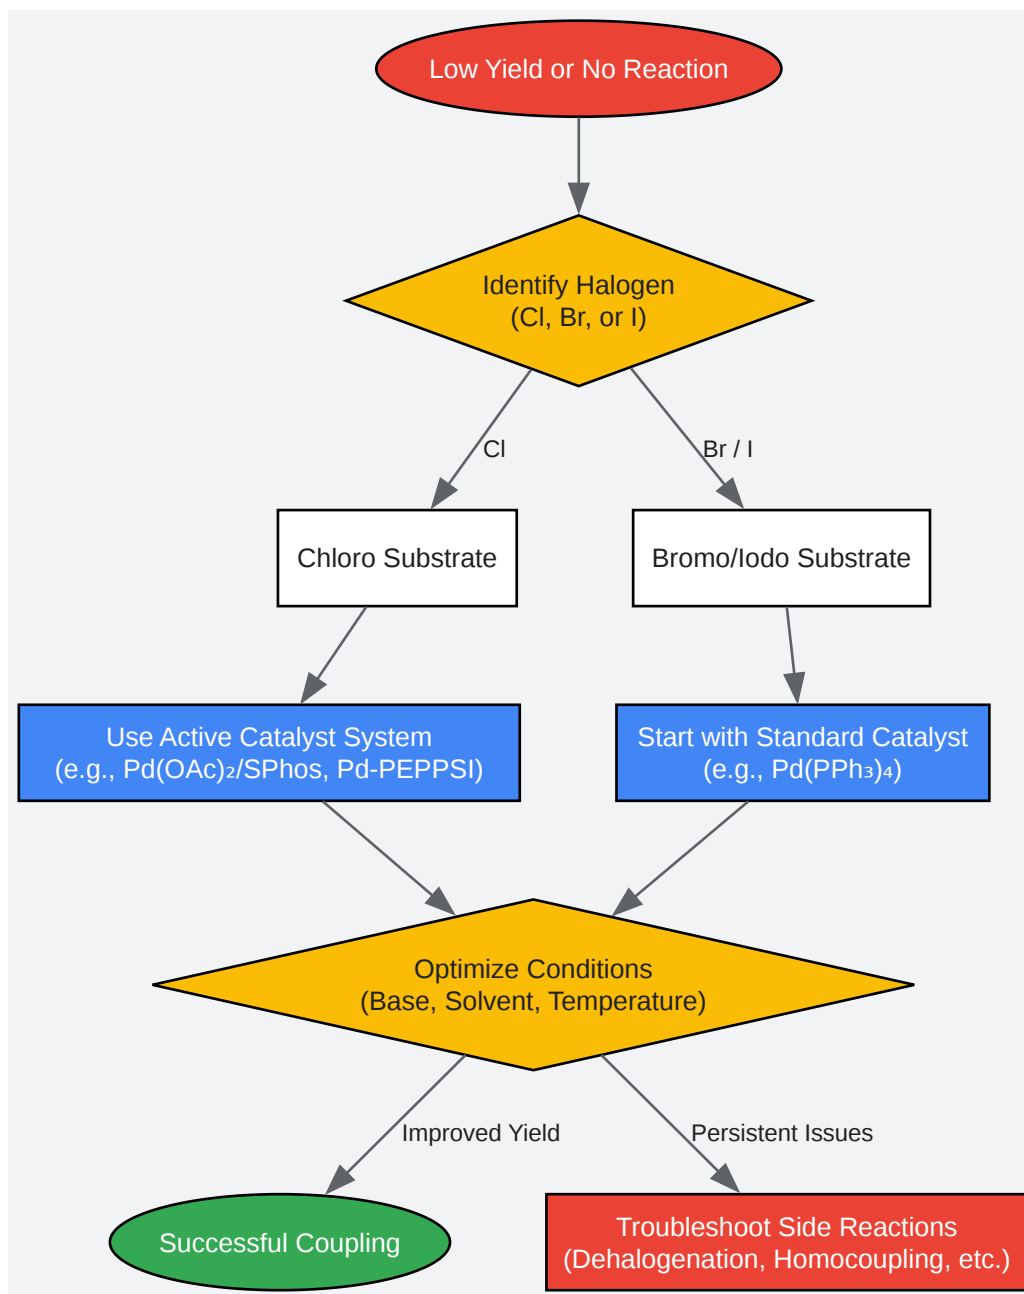 Low Yield or No Reaction
Identify Halogen
(Cl, Br, or I)
Cl
Br / I
Chloro Substrate
Bromo/Iodo Substrate
Use Active Catalyst System
(e.g., Pd(OAc)₂/SPhos, Pd-PEPPSI)
Start with Standard Catalyst
(e.g., Pd(PPh₃)₄)
Optimize Conditions
(Base, Solvent, Temperature)
Improved Yield
Persistent Issues
Successful Coupling
Troubleshoot Side Reactions
(Dehalogenation, Homocoupling, etc.)